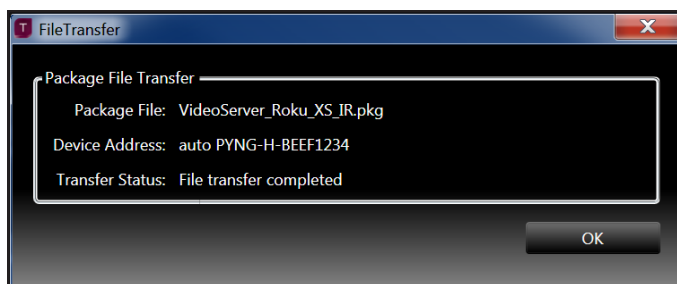 T FileTransfer X
Package File Transfer
Package File: VideoServer_Roku_XS_IR.pkg
Device Address: auto PYNG-H-BEEF1234
Transfer Status: File transfer completed
OK